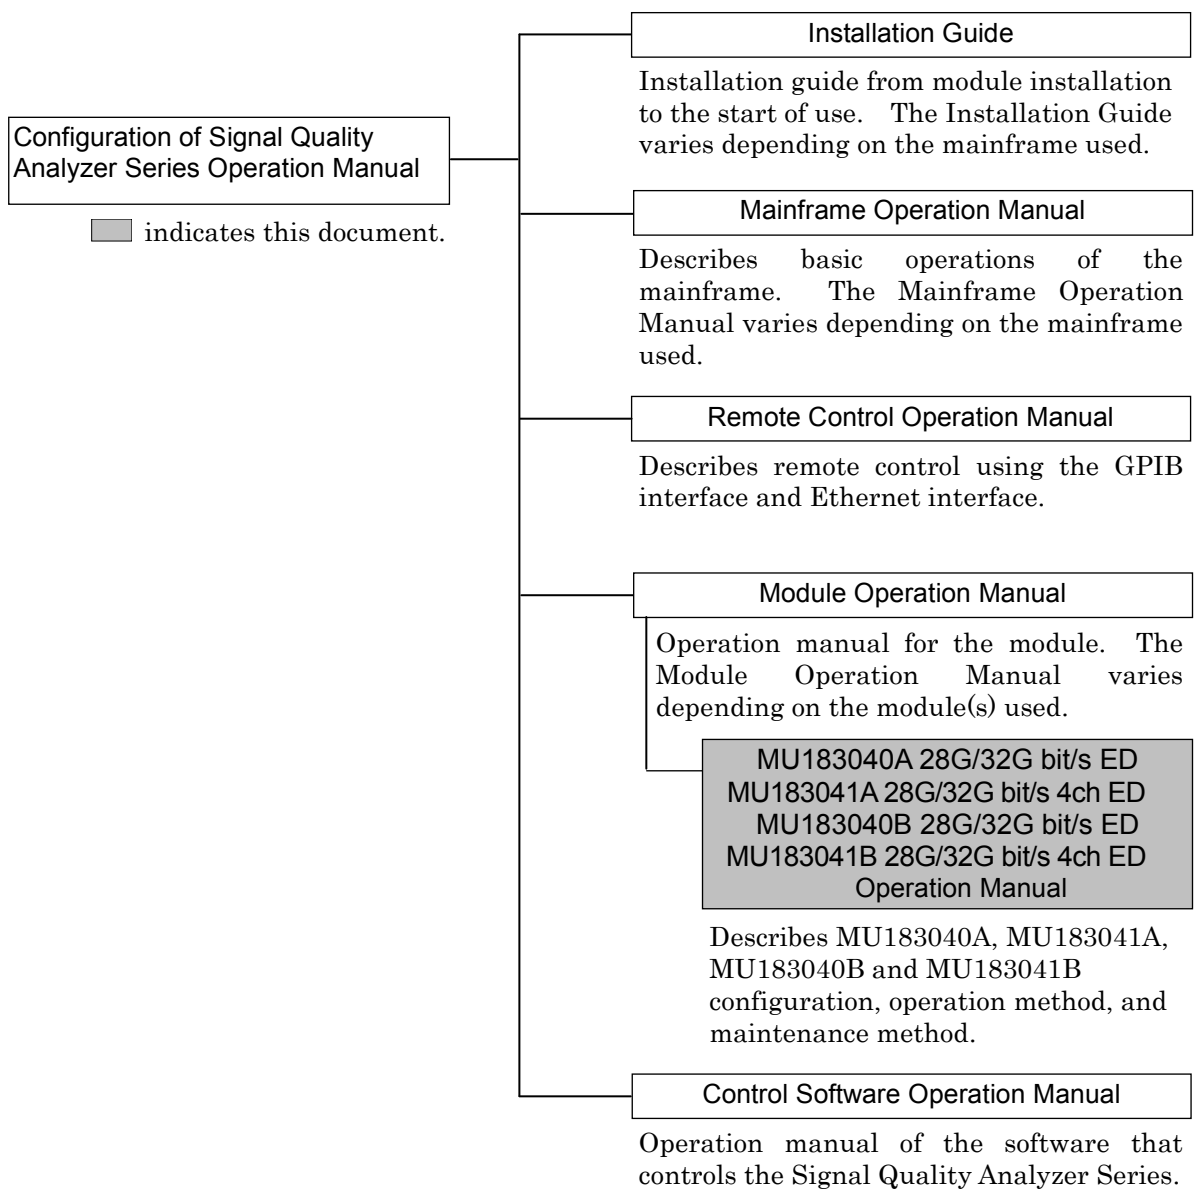 Configuration of Signal Quality
Analyzer Series Operation Manual
indicates this document.
Installation Guide
Installation guide from module installation
to the start of use. The Installation Guide
varies depending on the mainframe used.
Mainframe Operation Manual
Describes basic operations of the
mainframe. The Mainframe Operation
Manual varies depending on the mainframe
used.
Remote Control Operation Manual
Describes remote control using the GPIB
interface and Ethernet interface.
Module Operation Manual
Operation manual for the module. The
Module Operation Manual varies
depending on the module(s) used.
MU183040A 28G/32G bit/s ED
MU183041A 28G/32G bit/s 4ch ED
MU183040B 28G/32G bit/s ED
MU183041B 28G/32G bit/s 4ch ED
Operation Manual
Describes MU183040A, MU183041A,
MU183040B and MU183041B
configuration, operation method, and
maintenance method.
Control Software Operation Manual
Operation manual of the software that
controls the Signal Quality Analyzer Series.